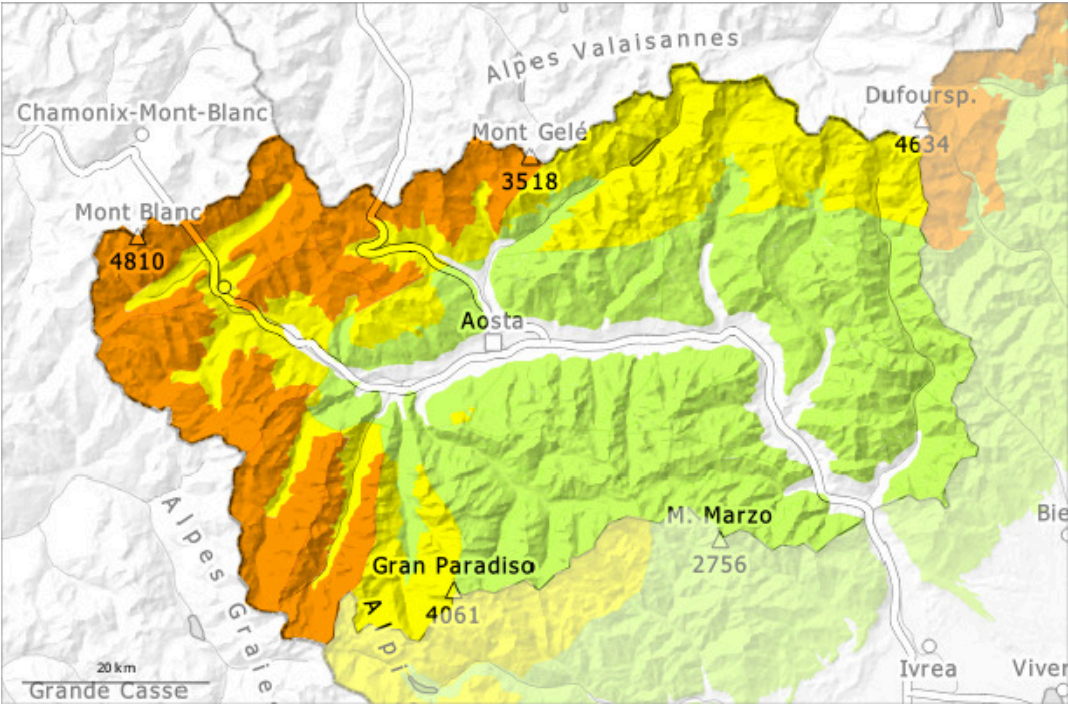 Alpes Valaisannes
Dufoursp.
Chamonix-Mont-Blanc
Mont Gelé
4634
3518
Mont Blanc
4810
Aosta
M. Marzo
2756
Bie
Gran Paradiso
4061
Alpes Graies
Alpi
20 km
Grande Casse
Ivrea
Viver